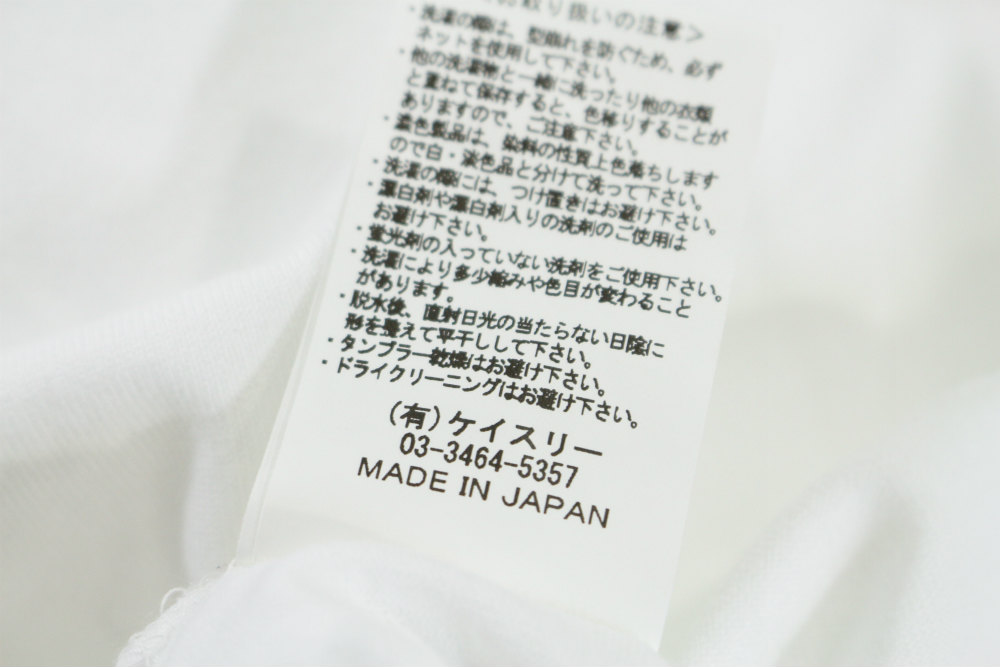 お取り扱いの注意>
・洗濯の際は、型崩れを防ぐため、必ず
ネットを使用して下さい。
・他の洗濯物と一緒に洗ったり他の衣類
と重ねて保存すると、色移りすることが
ありますので、ご注意下さい。
・濃色製品は、染料の性質上色落ちします
ので白・淡色品と分けて洗って下さい。
・洗濯の際には、つけ置きはお避け下さい。
・漂白剤や漂白剤入りの洗剤のご使用は
お避け下さい。
・蛍光剤の入っていない洗剤をご使用下さい。
・洗濯により多少縮みや色目が変わること
があります。
・脱水後、直射日光の当たらない日陰に
形を整えて平干しして下さい。
・タンブラー乾燥はお避け下さい。
・ドライクリーニングはお避け下さい。
(有)ケイスリー
03-3464-5357
MADE IN JAPAN